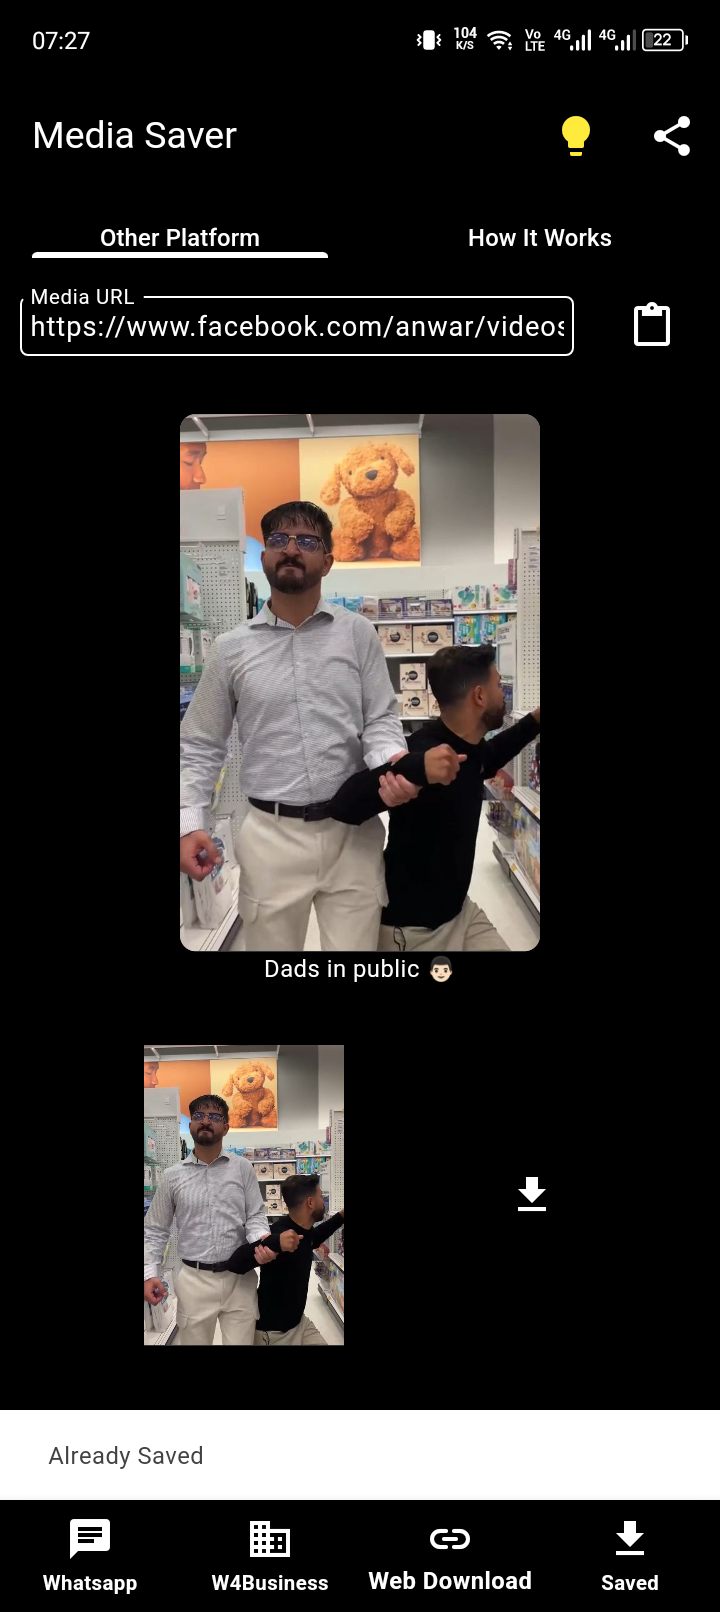 07:27
104
K/S
Vo
LTE
4G
4G
22
Media Saver
Other Platform
How It Works
Media URL
https://www.facebook.com/anwar/videos
Dads in public 👨🏻
Already Saved
Whatsapp
W4Business
Web Download
Saved